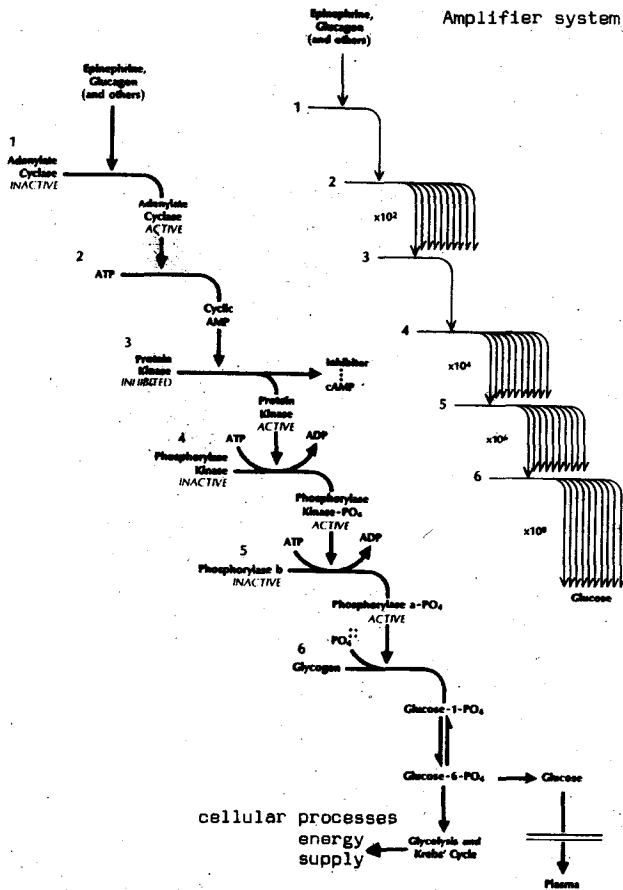 Amplifier system
Epinephrine,
Glucagon
(and others)
1
Adenylate
Cyclase
INACTIVE
Adenylate
Cyclase
ACTIVE
2
ATP
Cyclic
AMP
3
Protein
Kinase
INHIBITED
Inhibitor
cAMP
Protein
Kinase
ACTIVE
4
ATP
ADP
Phosphorylase
Kinase
INACTIVE
Phosphorylase
Kinase-PO₄
ACTIVE
5
ATP
ADP
Phosphorylase b
INACTIVE
Phosphorylase a-PO₄
ACTIVE
6
PO₄
Glycogen
Glucose-1-PO₄
Glucose-6-PO₄
Glucose
cellular processes
energy
supply
Glycolysis and
Krebs' Cycle
Plasma
Epinephrine,
Glucagon
(and others)
1
2
x10²
3
4
x10⁴
5
x10⁶
6
x10⁸
Glucose